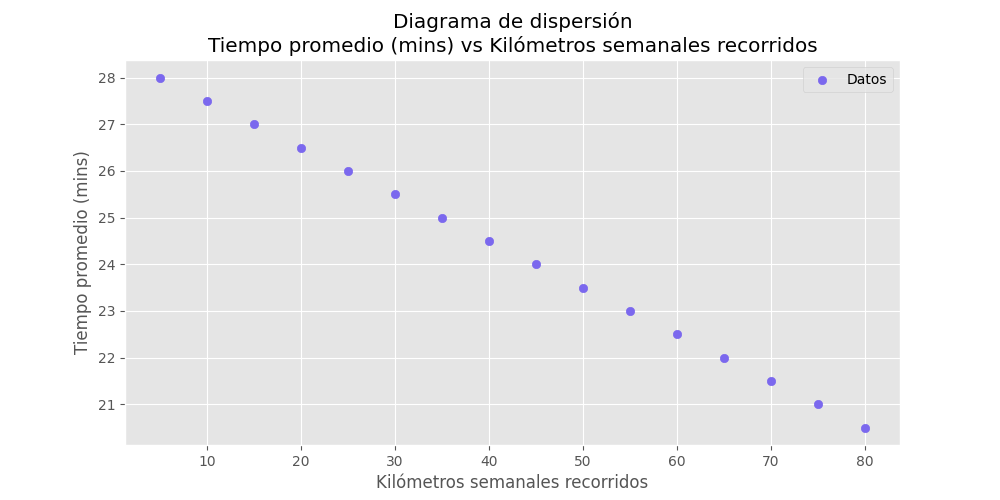 Diagrama de dispersión
Tiempo promedio (mins) vs Kilómetros semanales recorridos
Datos
Tiempo promedio (mins)
28
27
26
25
24
23
22
21
10 20 30 40 50 60 70 80
Kilómetros semanales recorridos